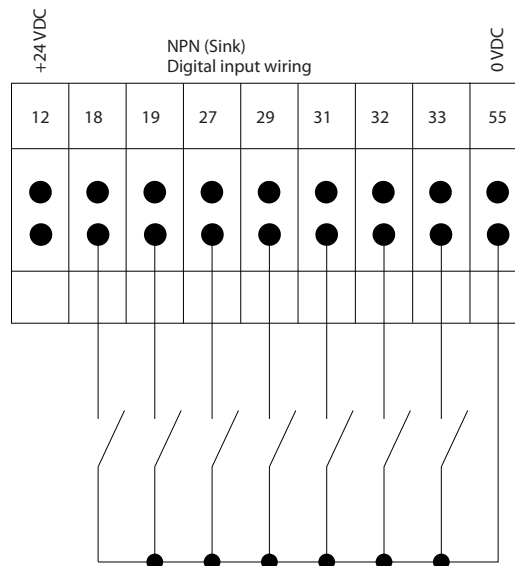 +24 VDC
NPN (Sink)
Digital input wiring
0 VDC
12 18 19 27 29 31 32 33 55